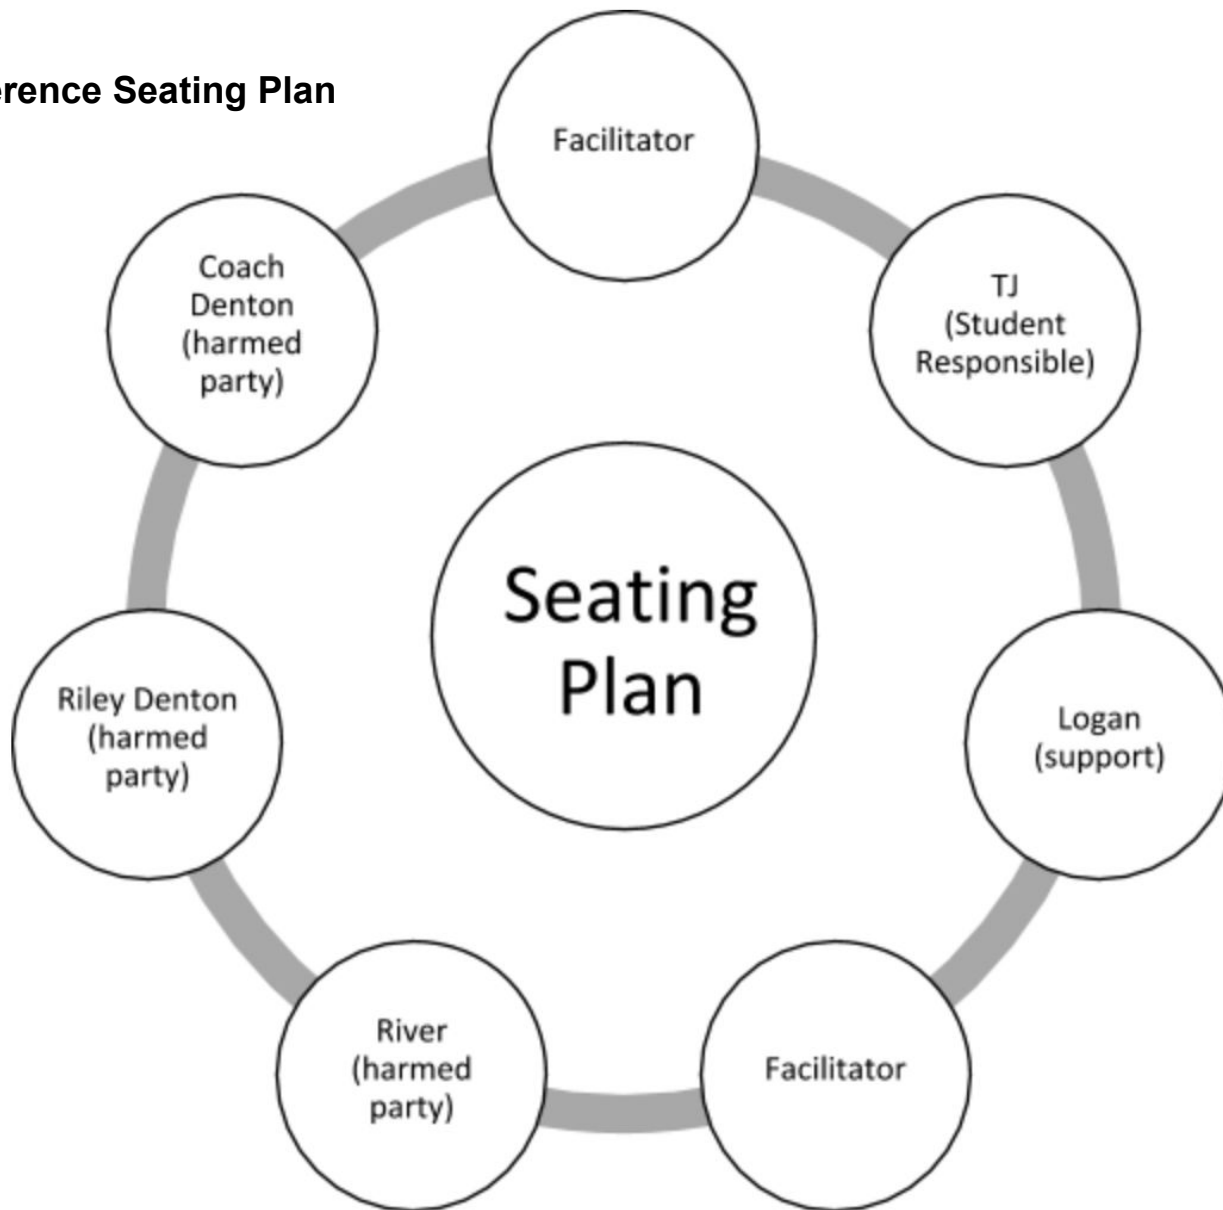 erence Seating Plan
Facilitator
Coach
Denton
(harmed
party)
TJ
(Student
Responsible)
Seating
Plan
Riley Denton
(harmed
party)
Logan
(support)
River
(harmed
party)
Facilitator